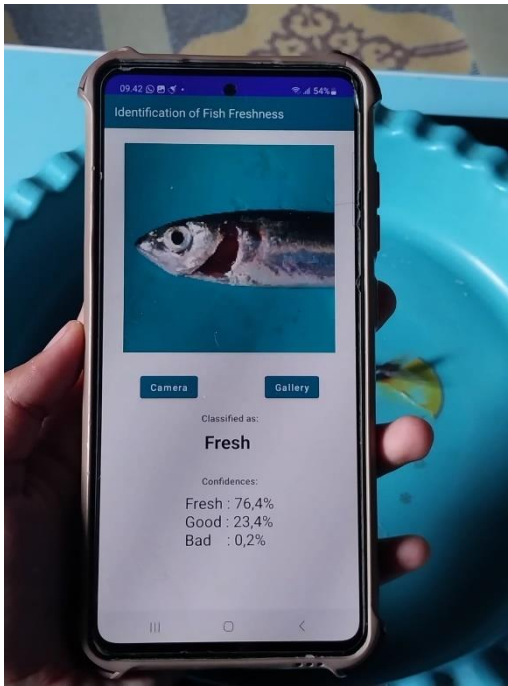 09.42 54%
Identification of Fish Freshness
Camera Gallery
Classified as:
Fresh
Confidences:
Fresh : 76,4%
Good : 23,4%
Bad : 0,2%